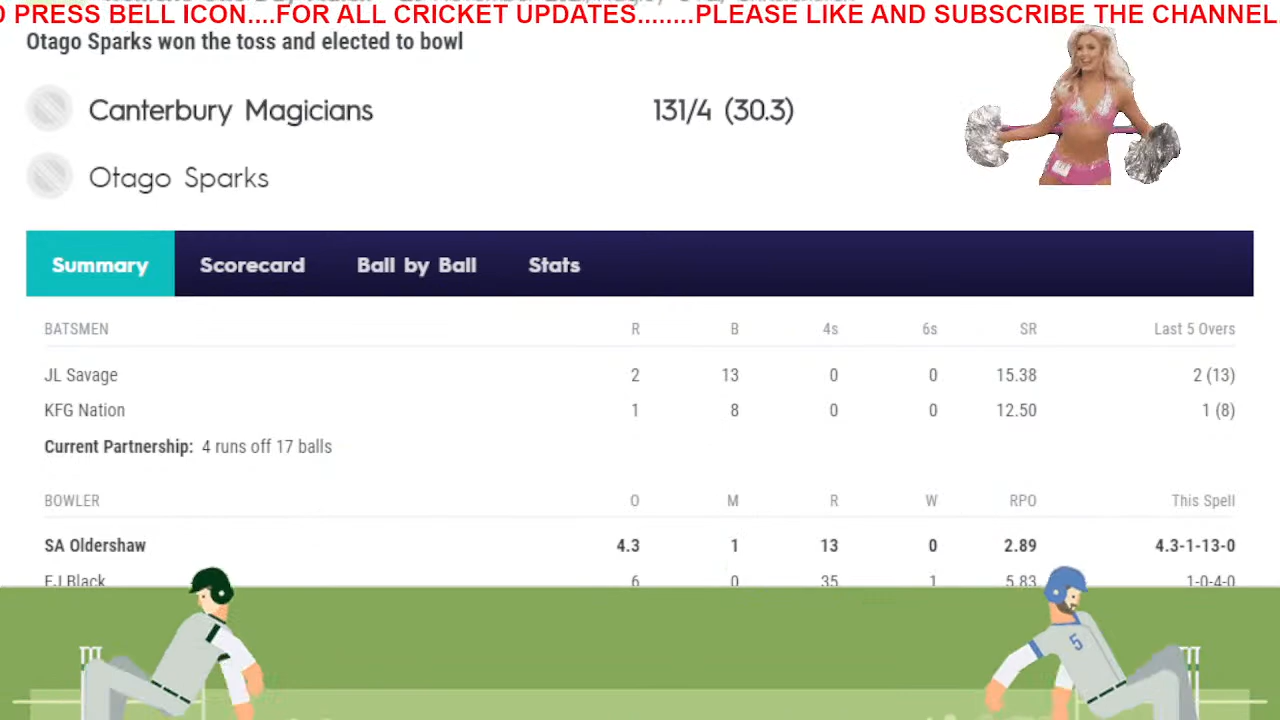 O PRESS BELL ICON....FOR ALL CRICKET UPDATES........PLEASE LIKE AND SUBSCRIBE THE CHANNEL
Otago Sparks won the toss and elected to bowl
Canterbury Magicians 131/4 (30.3)
Otago Sparks
Summary Scorecard Ball by Ball Stats
BATSMEN R B 4s 6s SR Last 5 Overs
JL Savage 2 13 0 0 15.38 2 (13)
KFG Nation 1 8 0 0 12.50 1 (8)
Current Partnership: 4 runs off 17 balls
BOWLER O M R W RPO This Spell
SA Oldershaw 4.3 1 13 0 2.89 4.3-1-13-0
EJ Black 6 0 35 1 5.83 1-0-4-0
5